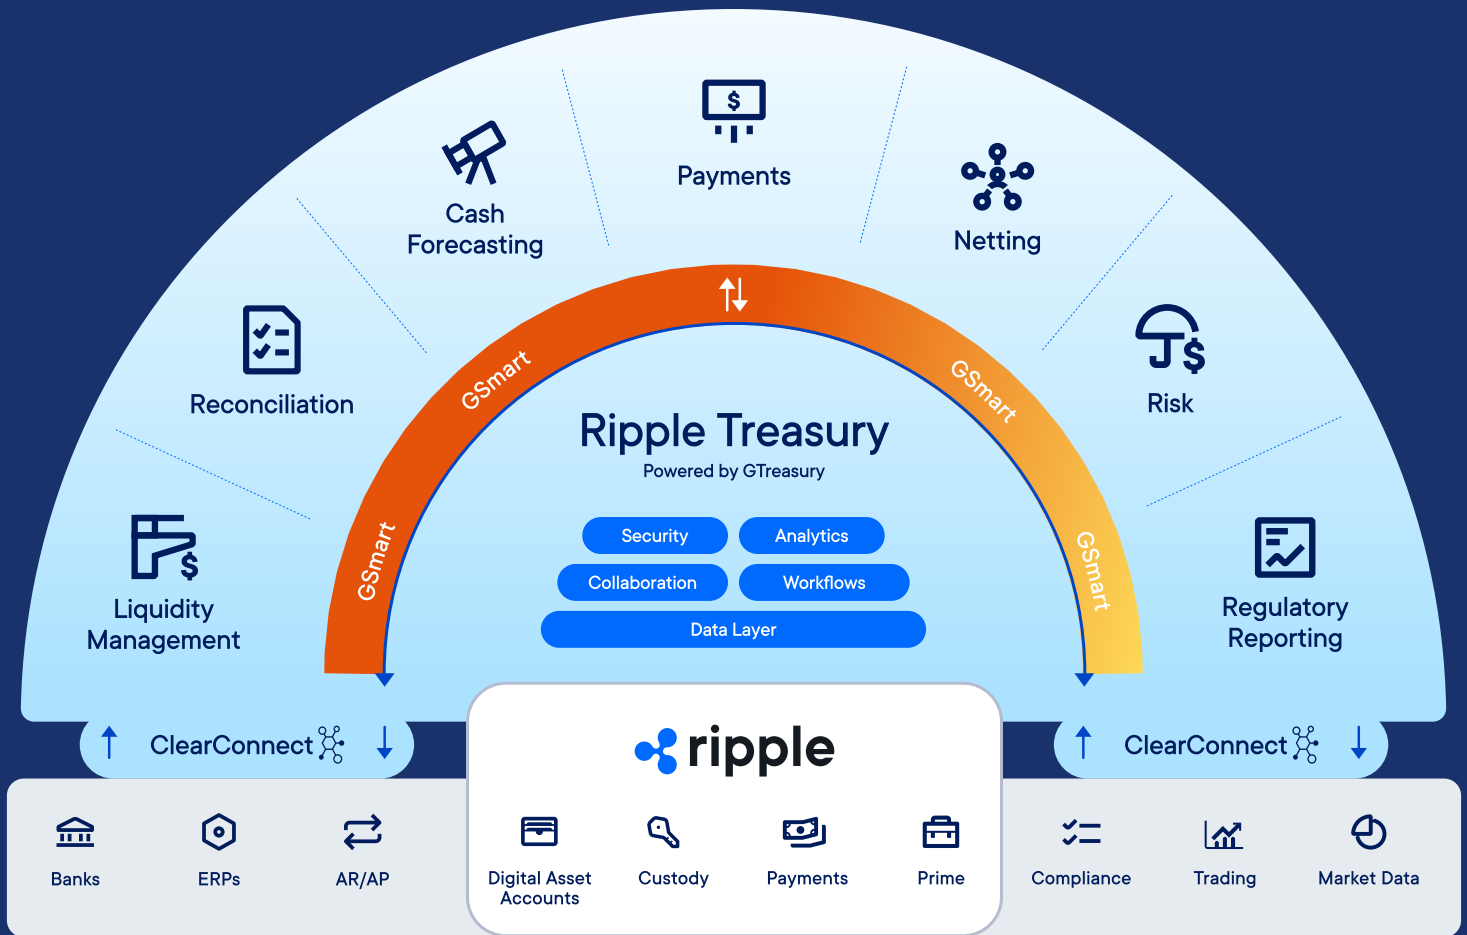 $
Payments
Cash
Forecasting
Netting
Reconciliation
$
Risk
GSmart
GSmart
Ripple Treasury
Powered by GTreasury
Security
Analytics
Collaboration
Workflows
Data Layer
GSmart
GSmart
$
Liquidity
Management
Regulatory
Reporting
ClearConnect
ripple
ClearConnect
Banks
ERPs
AR/AP
Digital Asset
Accounts
Custody
Payments
Prime
Compliance
Trading
Market Data